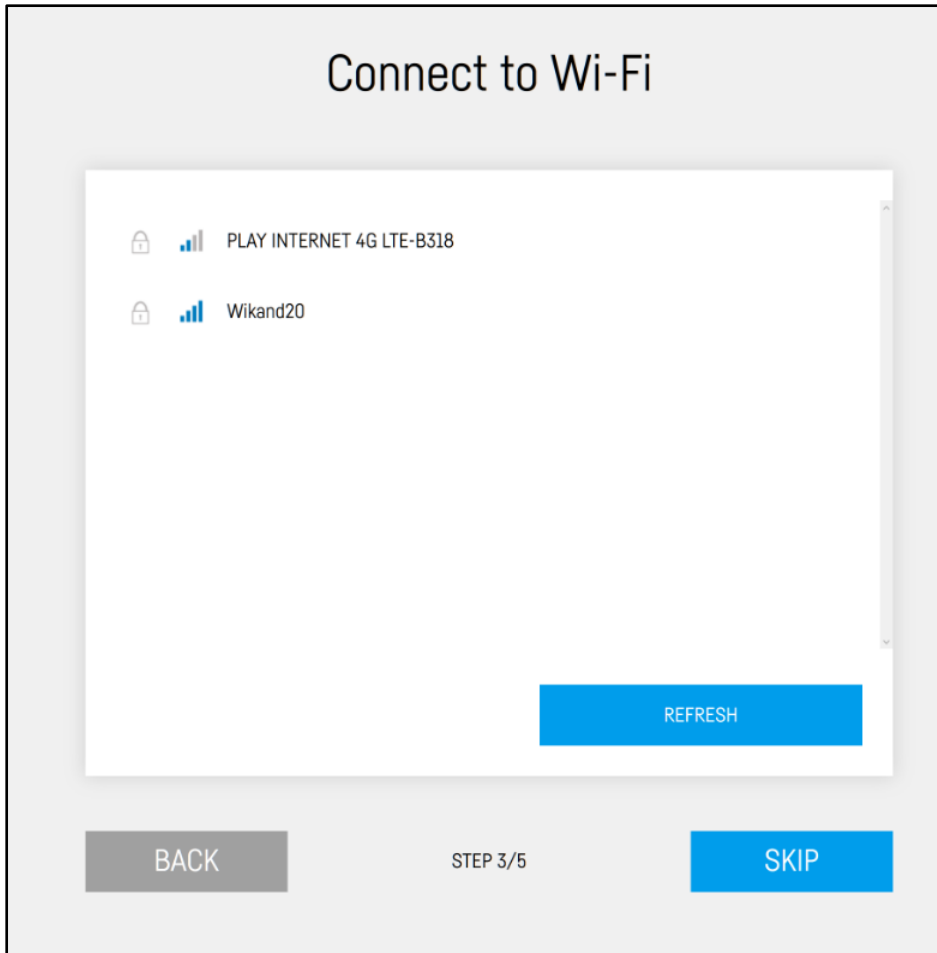 Connect to Wi-Fi
PLAY INTERNET 4G LTE-B318
Wikand20
REFRESH
BACK
STEP 3/5
SKIP